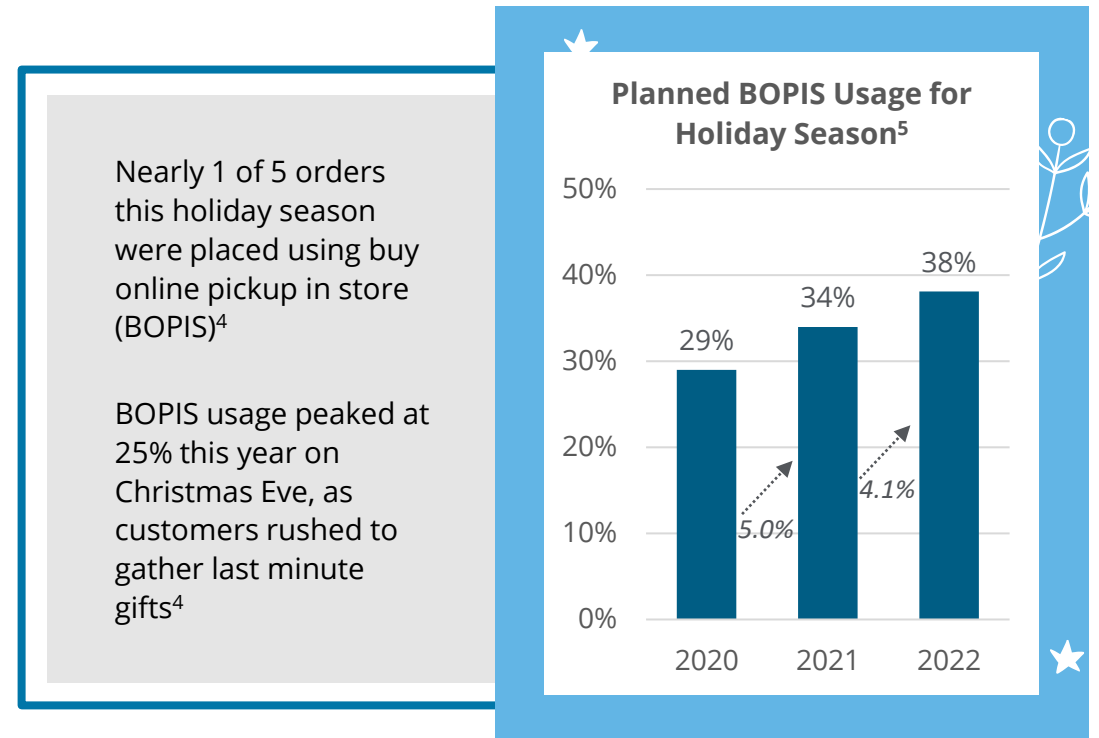 Nearly 1 of 5 orders
this holiday season
were placed using buy
online pickup in store
(BOPIS)⁴
BOPIS usage peaked at
25% this year on
Christmas Eve, as
customers rushed to
gather last minute
gifts⁴
Planned BOPIS Usage for
Holiday Season⁵
50%
40%
30%
20%
10%
0%
29%
34%
38%
5.0%
4.1%
2020 2021 2022